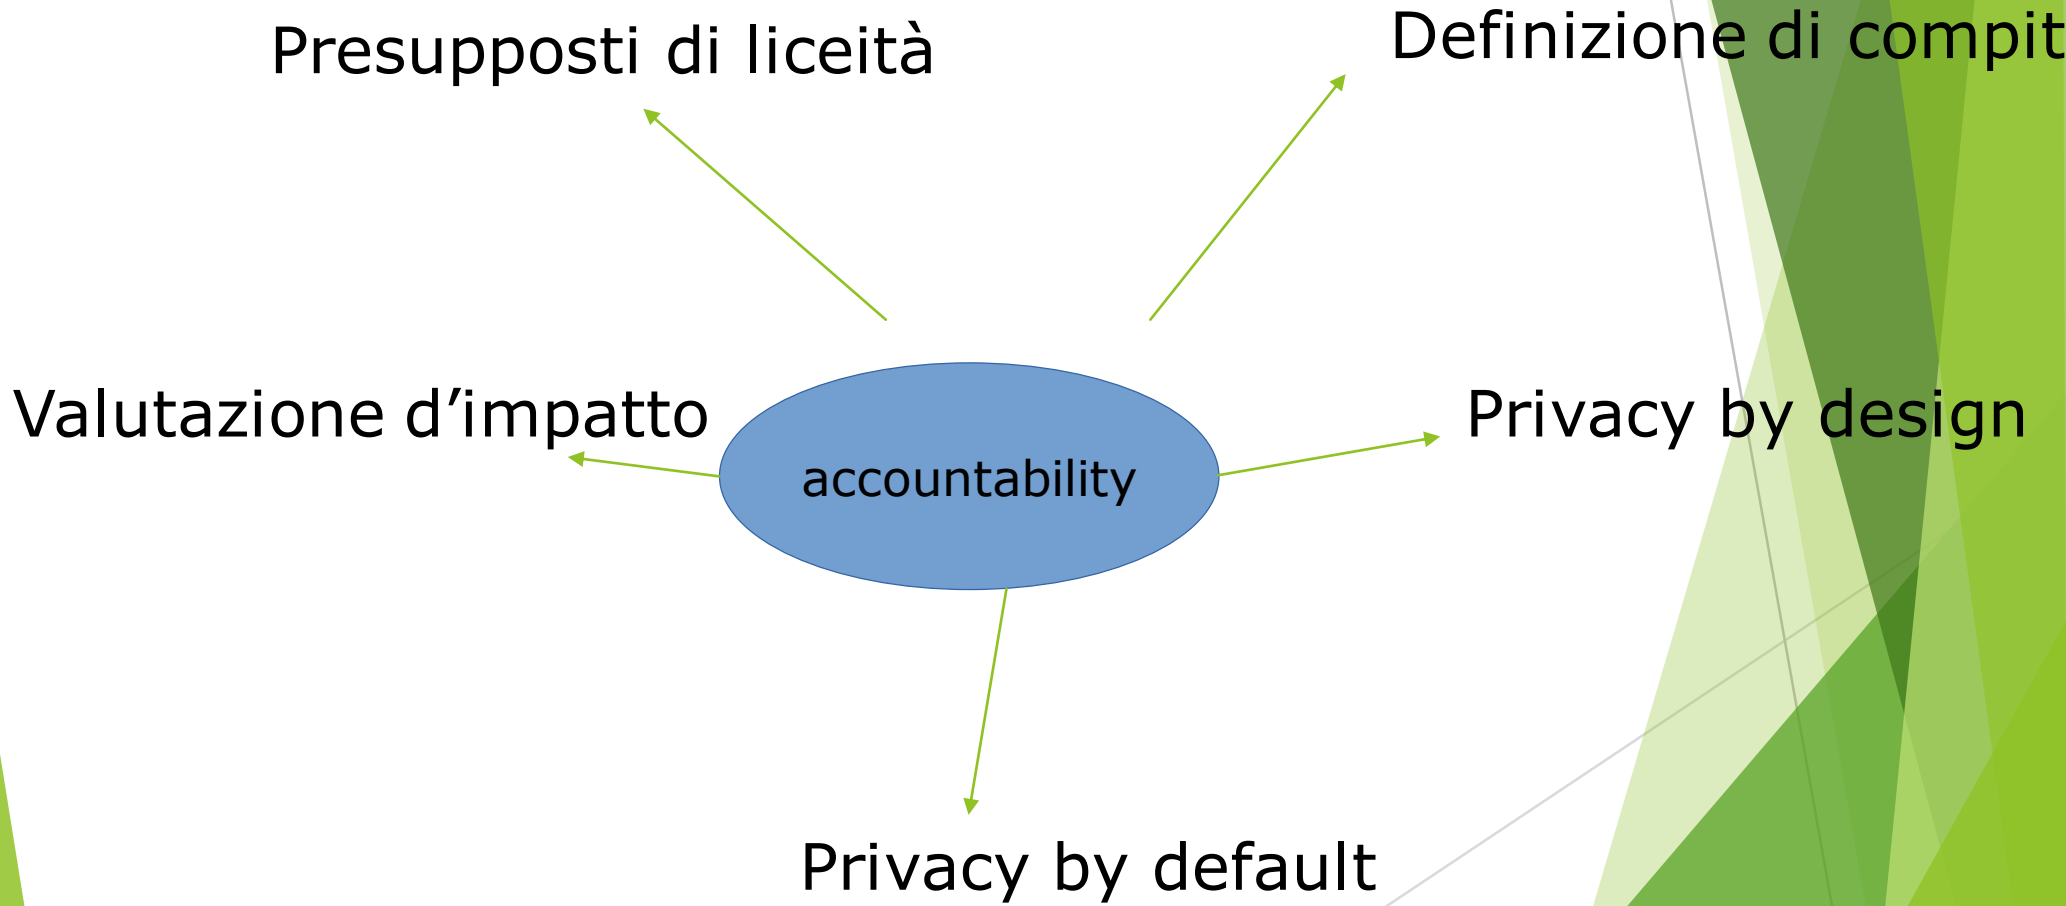 Presupposti di liceità
Definizione di compit
Valutazione d’impatto
Privacy by design
accountability
Privacy by default